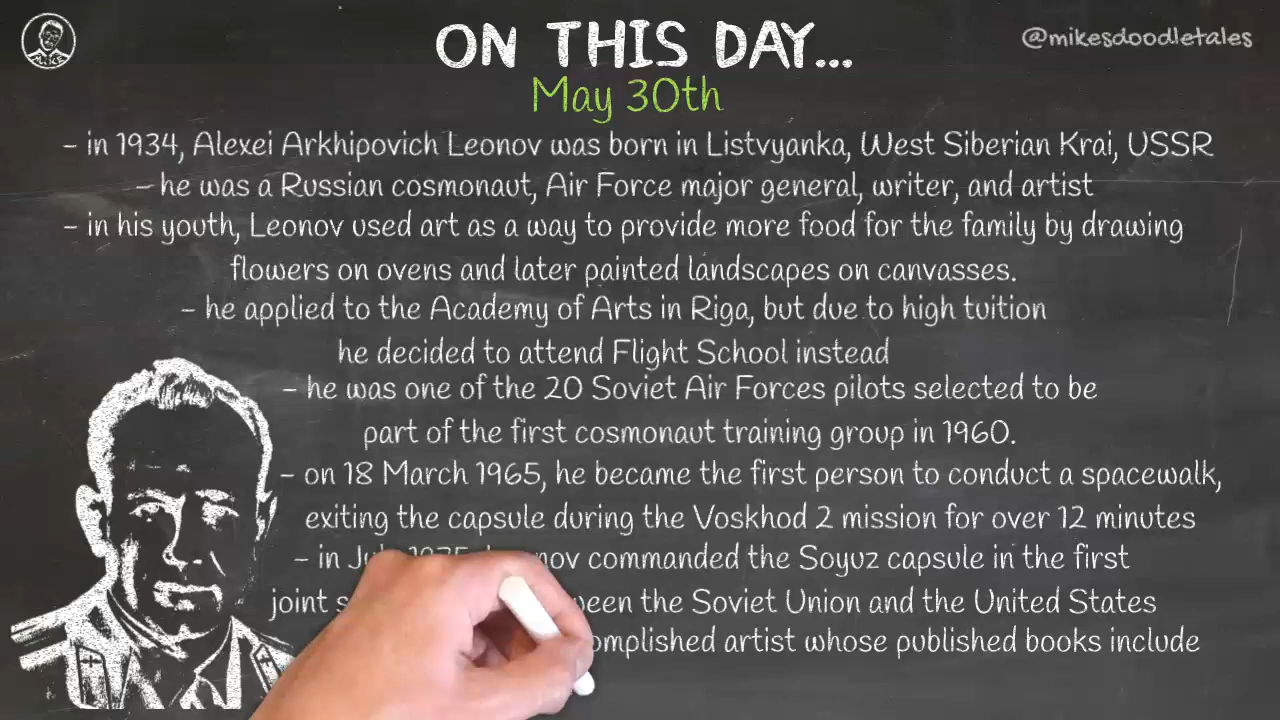 ON THIS DAY...
@mikesdoodletales
MIKE
May 30th
- in 1934, Alexei Arkhipovich Leonov was born in Listvyanka, West Siberian Krai, USSR
- he was a Russian cosmonaut, Air Force major general, writer, and artist
- in his youth, Leonov used art as a way to provide more food for the family by drawing
flowers on ovens and later painted landscapes on canvasses.
- he applied to the Academy of Arts in Riga, but due to high tuition
he decided to attend Flight School instead
- he was one of the 20 Soviet Air Forces pilots selected to be
part of the first cosmonaut training group in 1960.
- on 18 March 1965, he became the first person to conduct a spacewalk,
exiting the capsule during the Voskhod 2 mission for over 12 minutes
- in commanded the Soyuz capsule in the first
joint the Soviet Union and the United States
artist whose published books include